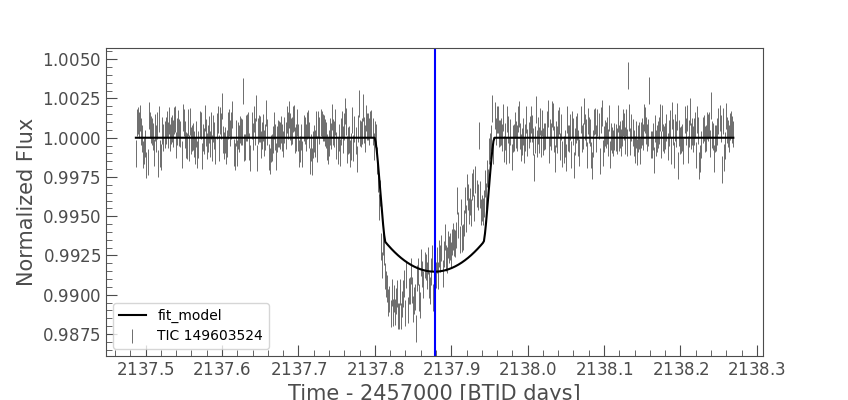 1.0050
1.0025
1.0000
0.9975
0.9950
0.9925
0.9900
0.9875
Normalized Flux
fit_model
TIC 149603524
2137.5 2137.6 2137.7 2137.8 2137.9 2138.0 2138.1 2138.2 2138.3
Time - 2457000 [BTJD days]